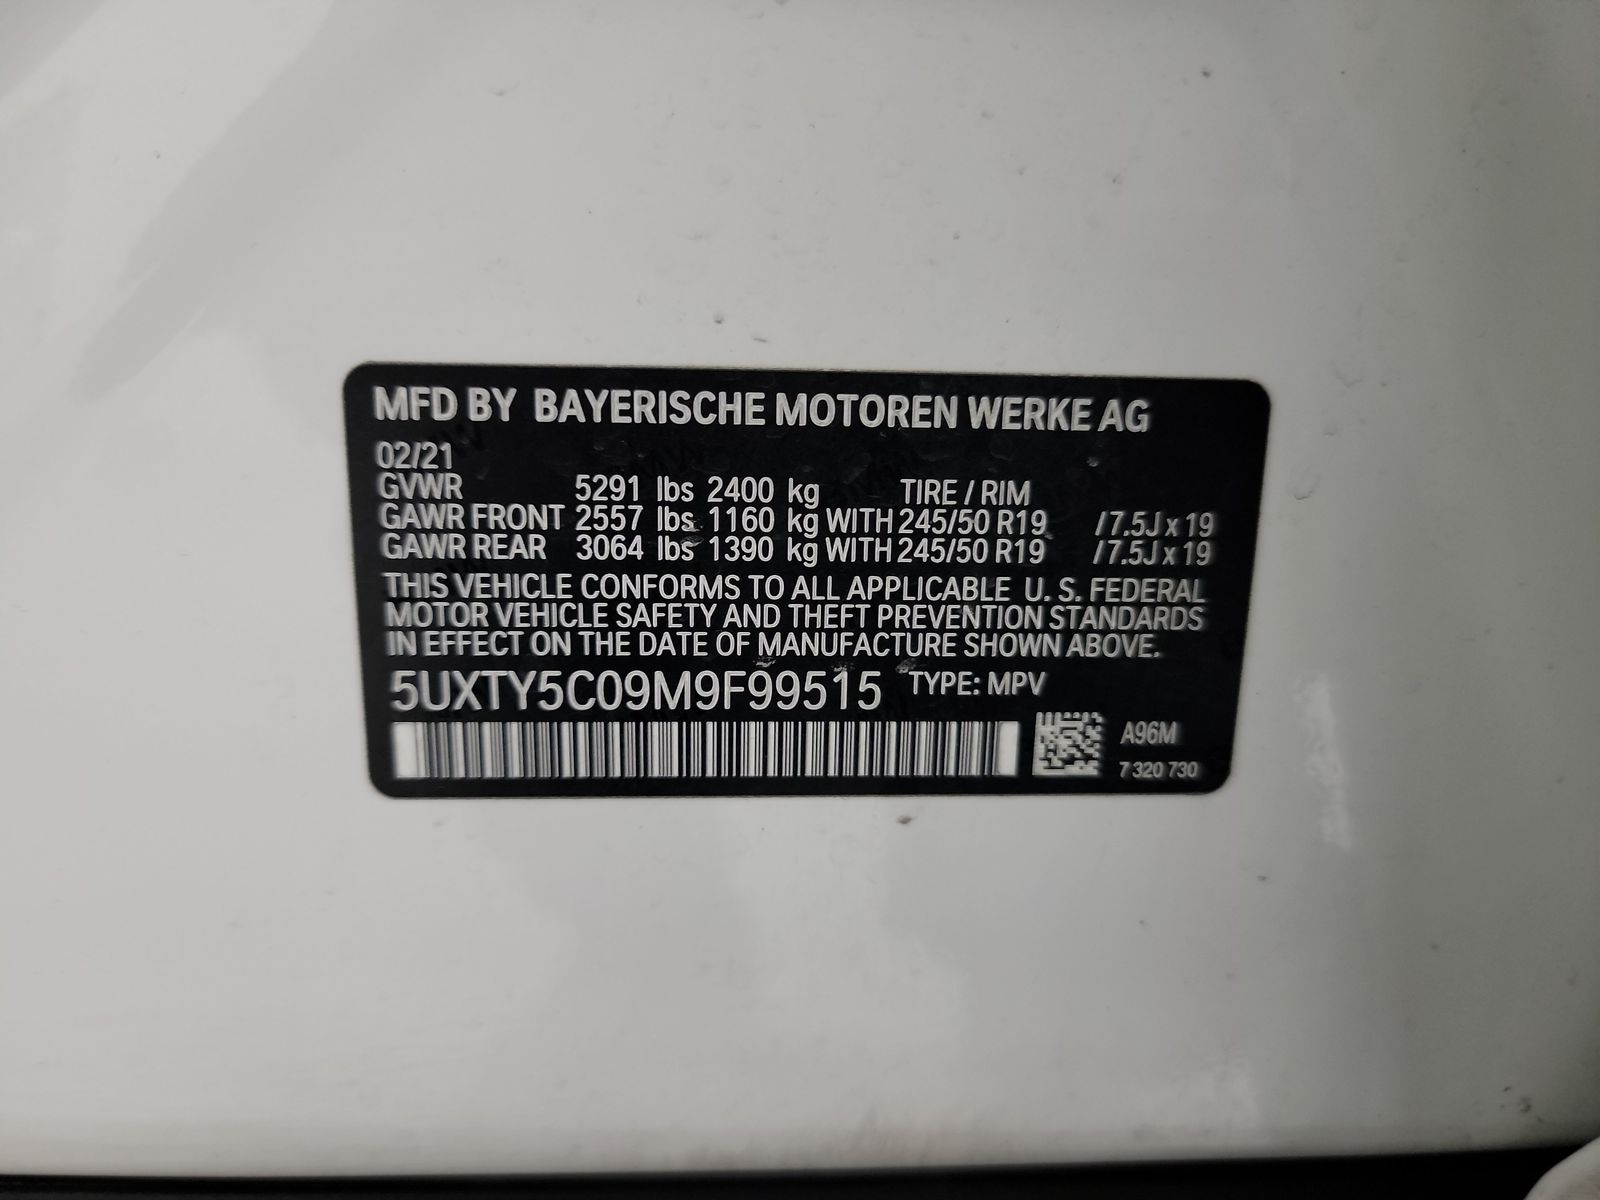 MFD BY BAYERISCHE MOTOREN WERKE AG
02/21
GVWR 5291 lbs 2400 kg TIRE / RIM
GAWR FRONT 2557 lbs 1160 kg WITH 245/50 R19 /7.5J x 19
GAWR REAR 3064 lbs 1390 kg WITH 245/50 R19 /7.5J x 19
THIS VEHICLE CONFORMS TO ALL APPLICABLE U. S. FEDERAL
MOTOR VEHICLE SAFETY AND THEFT PREVENTION STANDARDS
IN EFFECT ON THE DATE OF MANUFACTURE SHOWN ABOVE.
5UXTY5C09M9F99515 TYPE: MPV
A96M
7 320 730